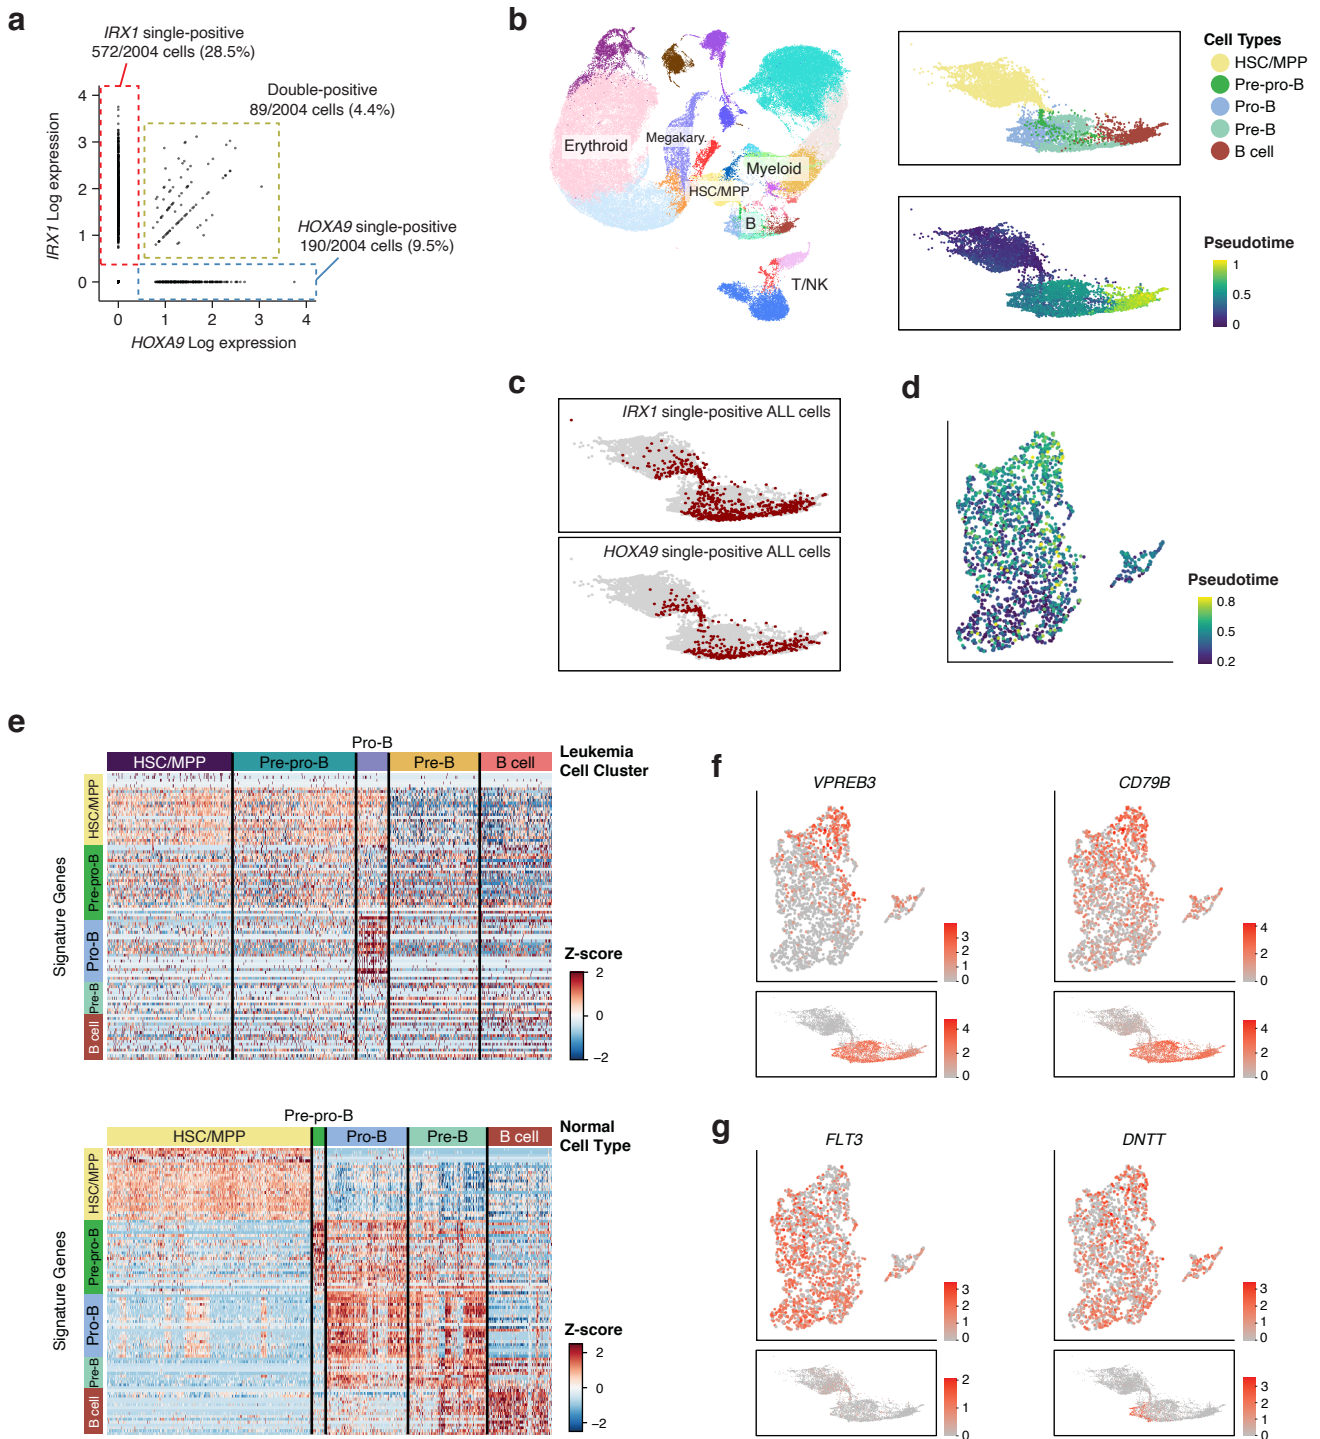 a
IRX1 single-positive
572/2004 cells (28.5%)
Double-positive
89/2004 cells (4.4%)
HOXA9 single-positive
190/2004 cells (9.5%)
IRX1 Log expression
4
3
2
1
0
0 1 2 3 4
HOXA9 Log expression
b
Erythroid
Megakary.
Myeloid
HSC/MPP
B
T/NK
Cell Types
HSC/MPP
Pre-pro-B
Pro-B
Pre-B
B cell
Pseudotime
1
0.5
0
c
IRX1 single-positive ALL cells
HOXA9 single-positive ALL cells
d
Pseudotime
0.8
0.5
0.2
e
Pro-B
HSC/MPP Pre-pro-B Pre-B B cell
Leukemia
Cell Cluster
Signature Genes
HSC/MPP
Pre-pro-B
Pro-B
Pre-B
B cell
Z-score
2
0
−2
Pre-pro-B
HSC/MPP Pro-B Pre-B B cell
Normal
Cell Type
Signature Genes
HSC/MPP
Pre-pro-B
Pro-B
Pre-B
B cell
Z-score
2
0
−2
f
VPREB3
3
2
1
0
4
2
0
CD79B
4
2
0
4
2
0
g
FLT3
3
2
1
0
2
1
0
DNTT
3
2
1
0
3
2
1
0